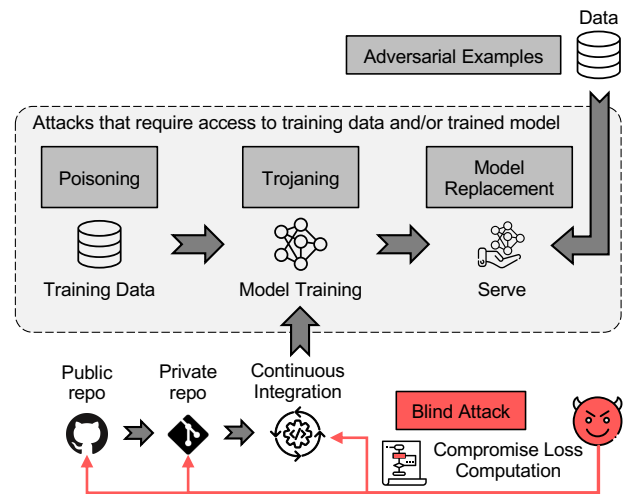 Data
Adversarial Examples
Attacks that require access to training data and/or trained model
Poisoning
Trojaning
Model
Replacement
Training Data
Model Training
Serve
Public
repo
Private
repo
Continuous
Integration
Blind Attack
Compromise Loss
Computation